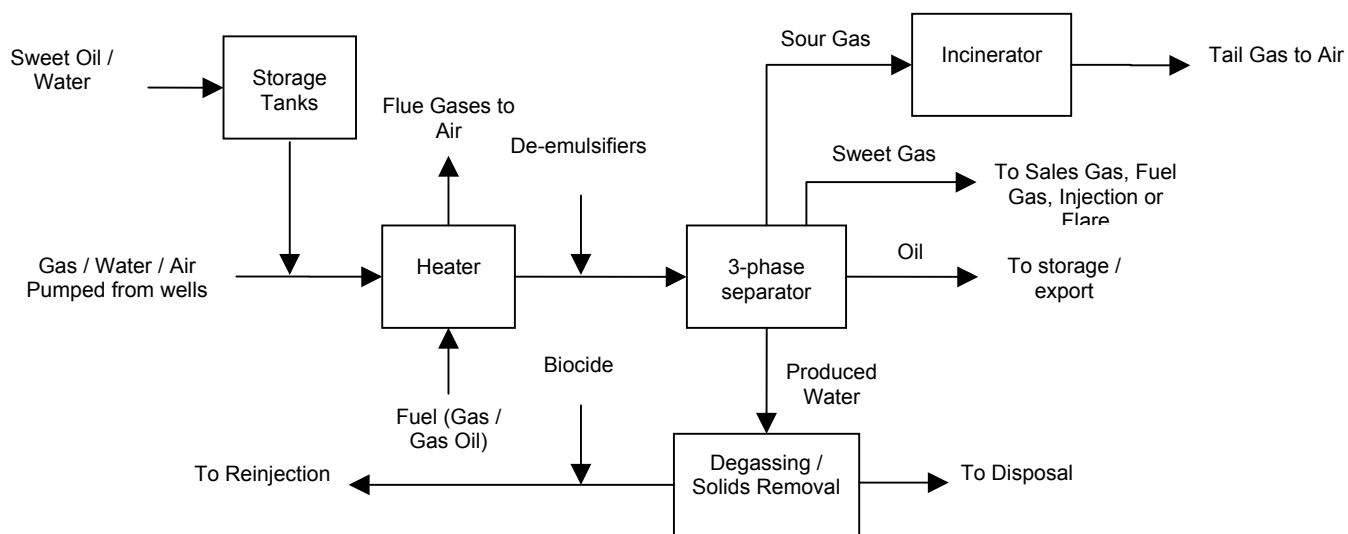 Sour Gas
Incinerator
Tail Gas to Air
Sweet Oil /
Water
Storage
Tanks
Flue Gases to
Air
De-emulsifiers
Sweet Gas
To Sales Gas, Fuel
Gas, Injection or
Flare
Gas / Water / Air
Pumped from wells
Heater
3-phase
separator
Oil
To storage /
export
Biocide
Produced
Water
Fuel (Gas /
Gas Oil)
To Reinjection
Degassing /
Solids Removal
To Disposal